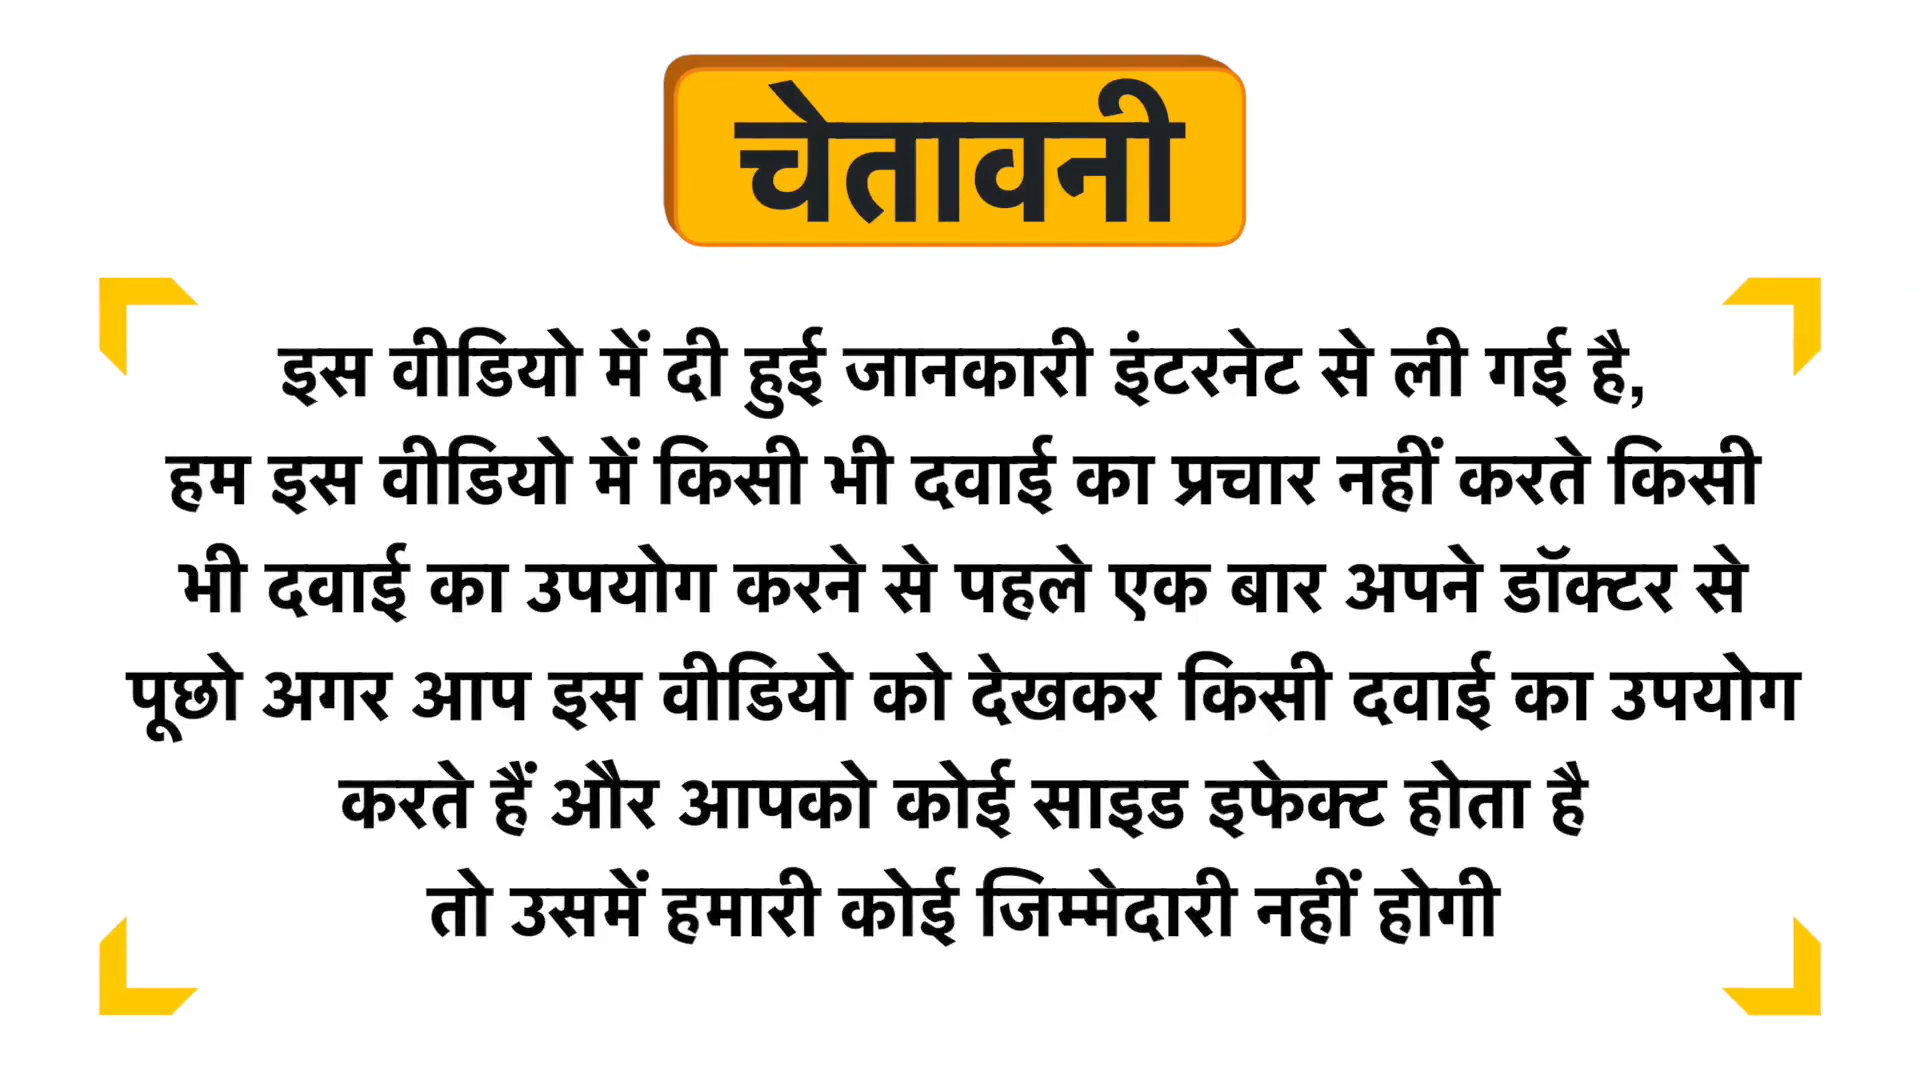 चेतावनी
इस वीडियो में दी हुई जानकारी इंटरनेट से ली गई है,
हम इस वीडियो में किसी भी दवाई का प्रचार नहीं करते किसी
भी दवाई का उपयोग करने से पहले एक बार अपने डॉक्टर से
पूछो अगर आप इस वीडियो को देखकर किसी दवाई का उपयोग
करते हैं और आपको कोई साइड इफेक्ट होता है
तो उसमें हमारी कोई जिम्मेदारी नहीं होगी